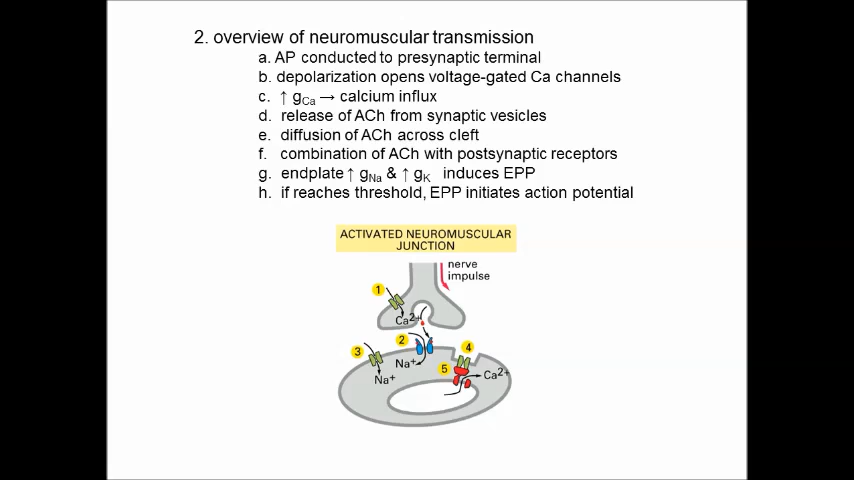 2. overview of neuromuscular transmission
a. AP conducted to presynaptic terminal
b. depolarization opens voltage-gated Ca channels
c. ↑ gCa → calcium influx
d. release of ACh from synaptic vesicles
e. diffusion of ACh across cleft
f. combination of ACh with postsynaptic receptors
g. endplate ↑ gNa & ↑ gK induces EPP
h. if reaches threshold, EPP initiates action potential
ACTIVATED NEUROMUSCULAR
JUNCTION
nerve
impulse
1
Ca2+
2
3
4
Na+
5
Ca2+
Na+